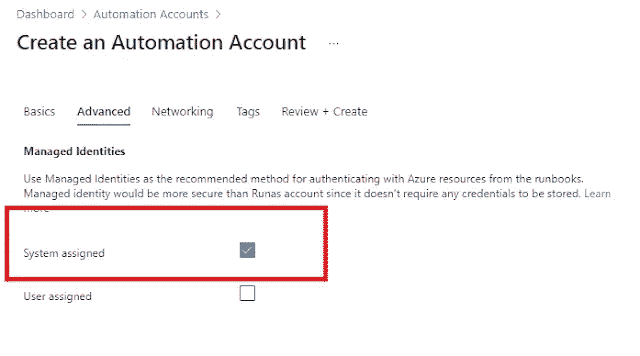 Dashboard > Automation Accounts >
Create an Automation Account ...
Basics Advanced Networking Tags Review + Create
Managed Identities
Use Managed Identities as the recommended method for authenticating with Azure resources from the runbooks.
Managed identity would be more secure than Runas account since it doesn't require any credentials to be stored. Learn
more
System assigned
User assigned